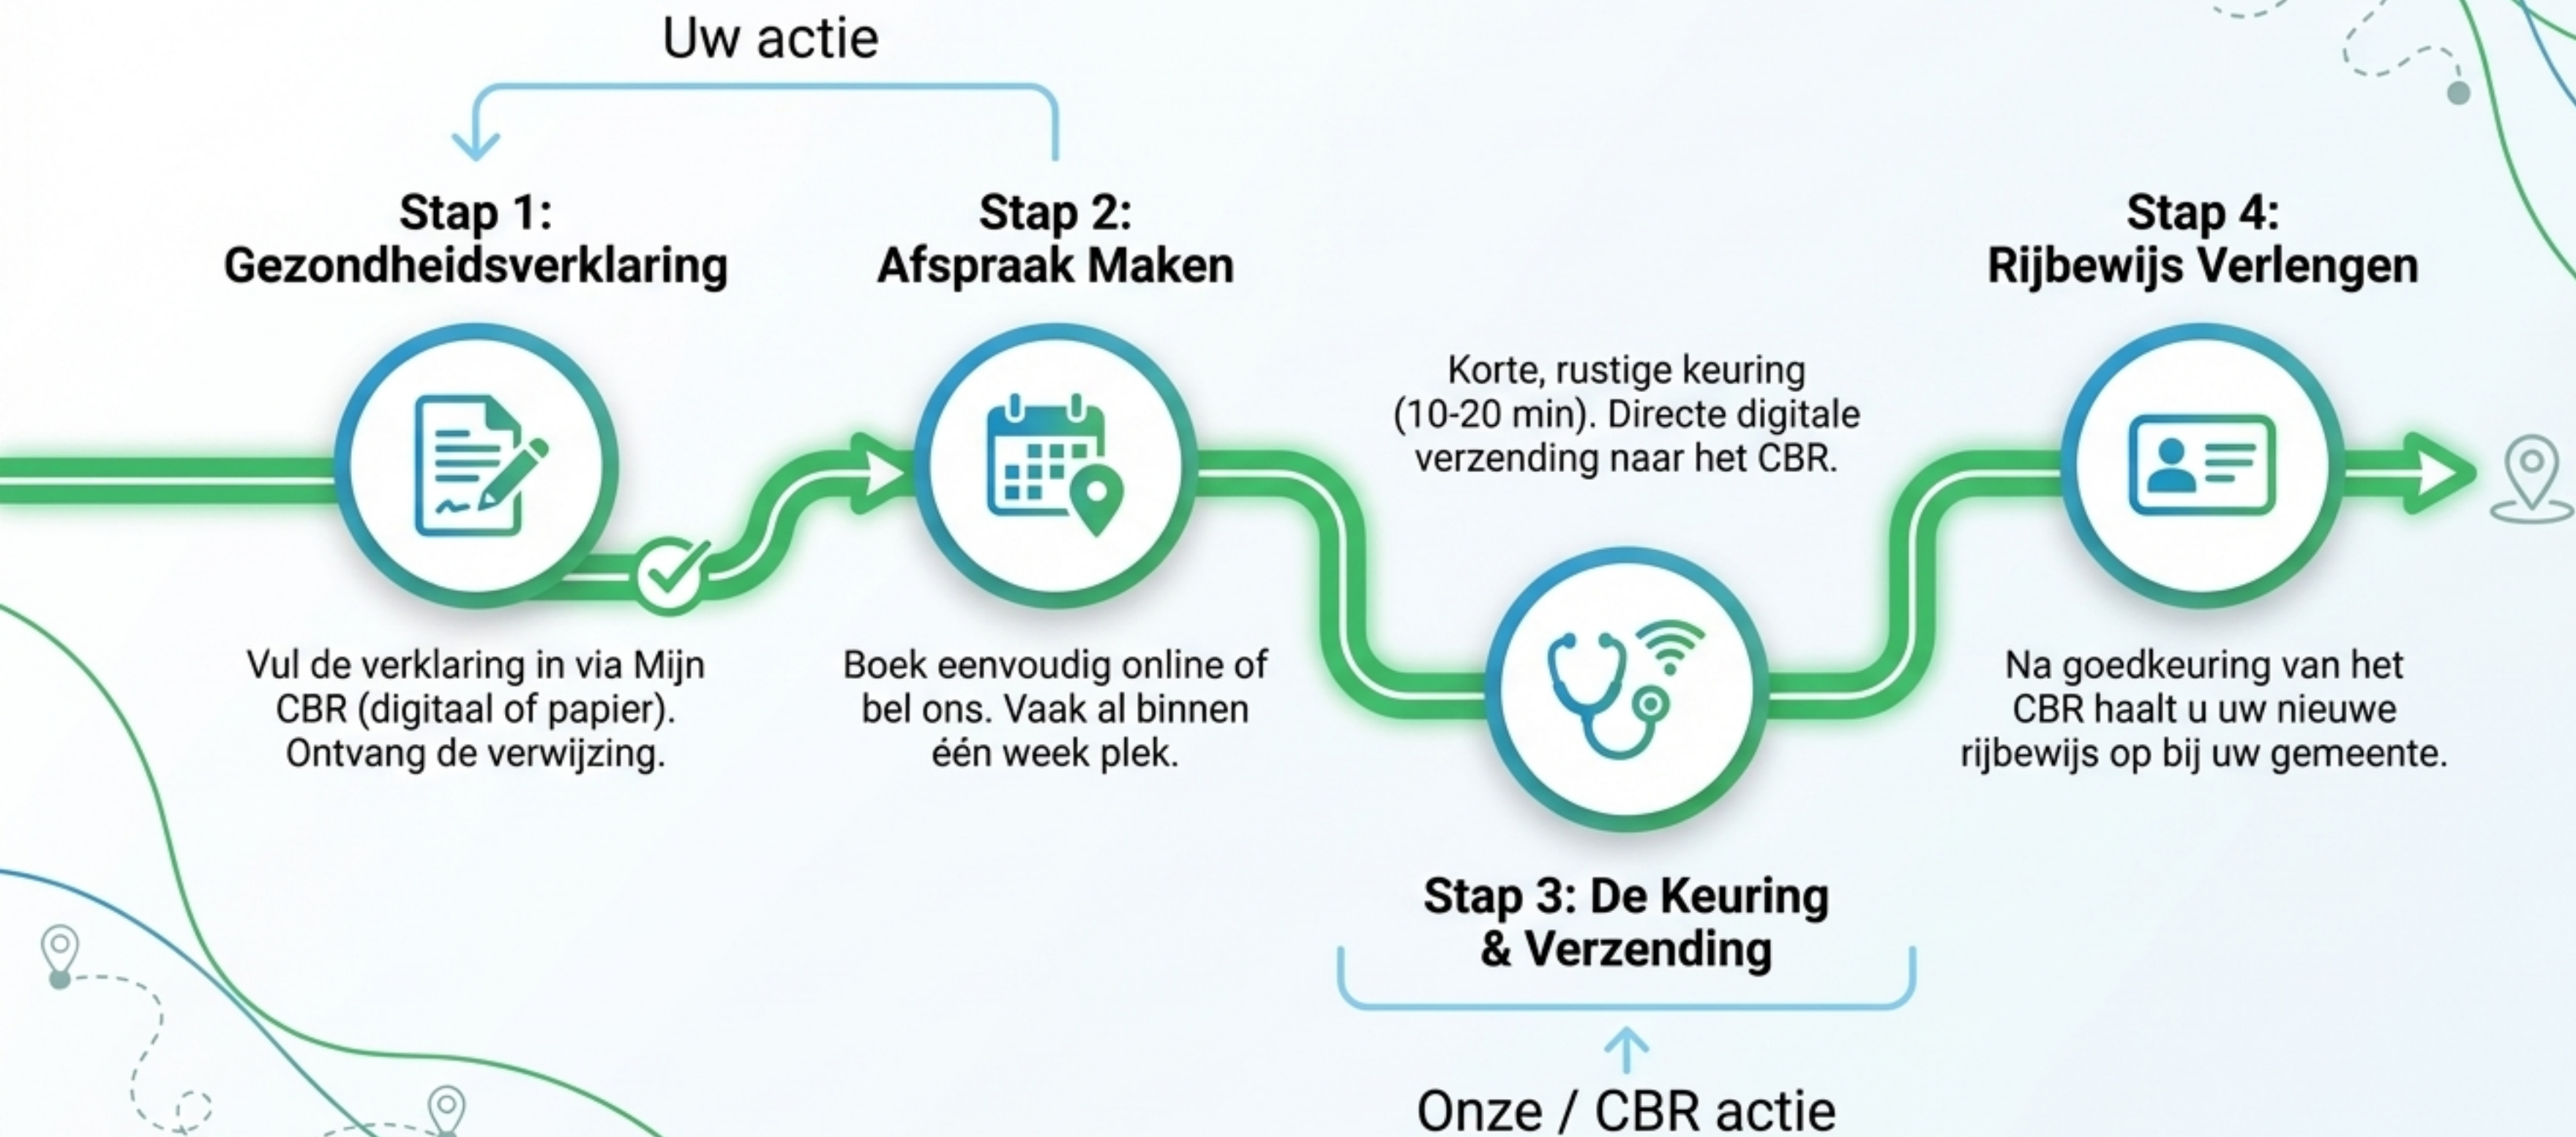 Uw actie
Stap 1:
Gezondheidsverklaring
Vul de verklaring in via Mijn
CBR (digitaal of papier).
Ontvang de verwijzing.
Stap 2:
Afspraak Maken
Boek eenvoudig online of
bel ons. Vaak al binnen
één week plek.
Korte, rustige keuring
(10-20 min). Directe digitale
verzending naar het CBR.
Stap 3: De Keuring
& Verzending
Onze / CBR actie
Stap 4:
Rijbewijs Verlengen
Na goedkeuring van het
CBR haalt u uw nieuwe
rijbewijs op bij uw gemeente.